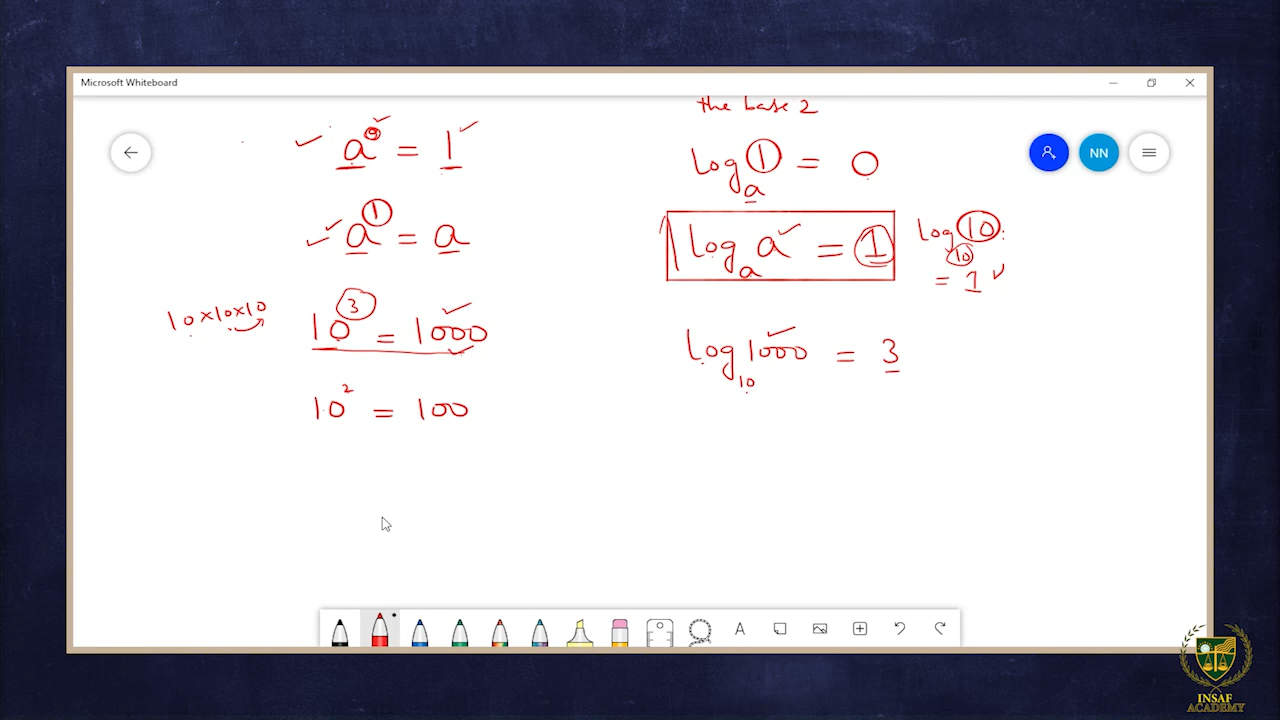 Microsoft Whiteboard
the base 2
a⁰ = 1
log_a 1 = 0
NN
a¹ = a
log_a a = 1
log_10 10
= 1
10×10×10
10³ = 1000
log_10 1000 = 3
10² = 100
A
INSAF
ACADEMY